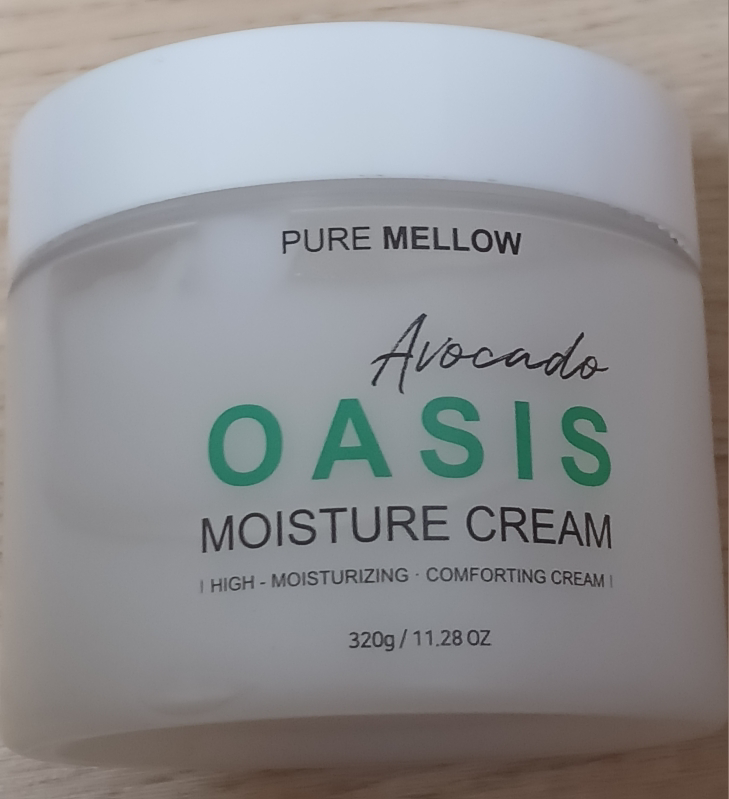 PURE MELLOW
Avocado
OASIS
MOISTURE CREAM
| HIGH - MOISTURIZING · COMFORTING CREAM |
320g / 11.28 OZ